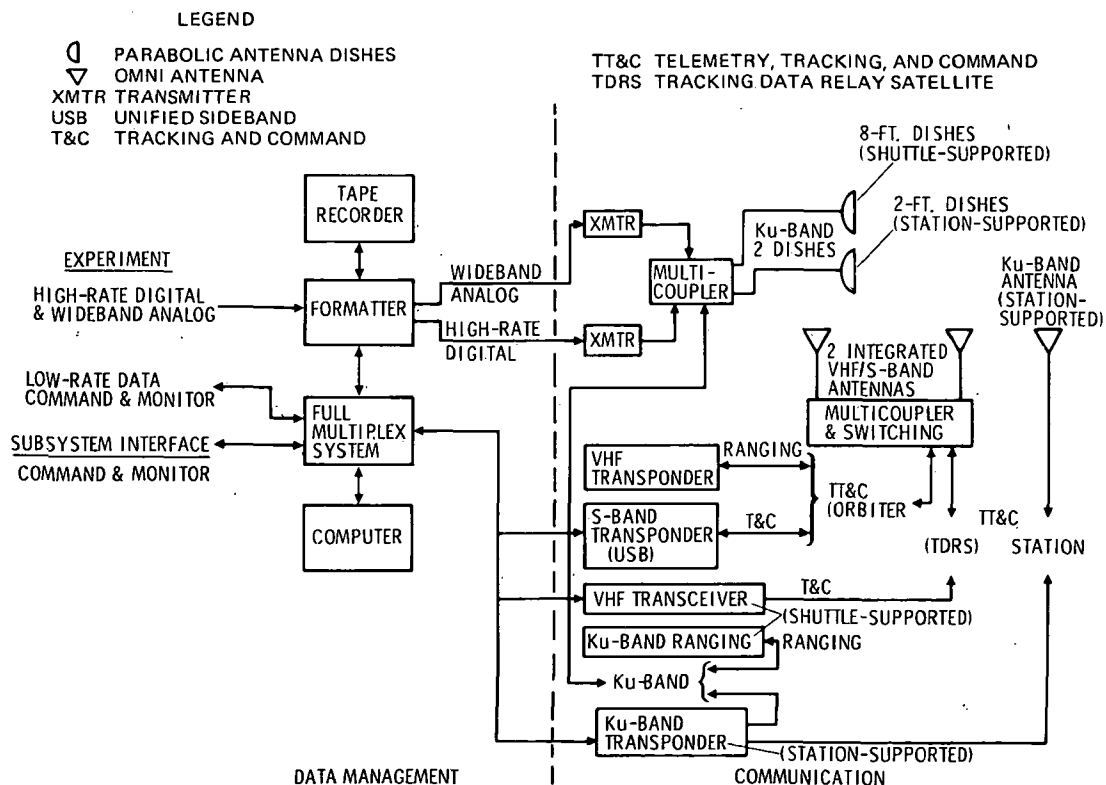 LEGEND
PARABOLIC ANTENNA DISHES
OMNI ANTENNA
XMTR TRANSMITTER
USB UNIFIED SIDEBAND
T&C TRACKING AND COMMAND
TT&C TELEMETRY, TRACKING, AND COMMAND
TDRS TRACKING DATA RELAY SATELLITE
TAPE
RECORDER
EXPERIMENT
HIGH-RATE DIGITAL
& WIDEBAND ANALOG
FORMATTER
WIDEBAND
ANALOG
HIGH-RATE
DIGITAL
LOW-RATE DATA
COMMAND & MONITOR
SUBSYSTEM INTERFACE
COMMAND & MONITOR
FULL
MULTIPLEX
SYSTEM
COMPUTER
DATA MANAGEMENT
XMTR
XMTR
MULTI-
COUPLER
Ku-BAND
2 DISHES
8-FT. DISHES
(SHUTTLE-SUPPORTED)
2-FT. DISHES
(STATION-SUPPORTED)
Ku-BAND
ANTENNA
(STATION-
SUPPORTED)
2 INTEGRATED
VHF/S-BAND
ANTENNAS
MULTICOUPLER
& SWITCHING
VHF
TRANSPONDER
RANGING
S-BAND
TRANSPONDER
(USB)
T&C
TT&C
(ORBITER
(TDRS)
TT&C
STATION
VHF TRANSCEIVER
T&C
(SHUTTLE-SUPPORTED)
Ku-BAND RANGING
RANGING
Ku-BAND
Ku-BAND
TRANSPONDER
(STATION-SUPPORTED)
COMMUNICATION